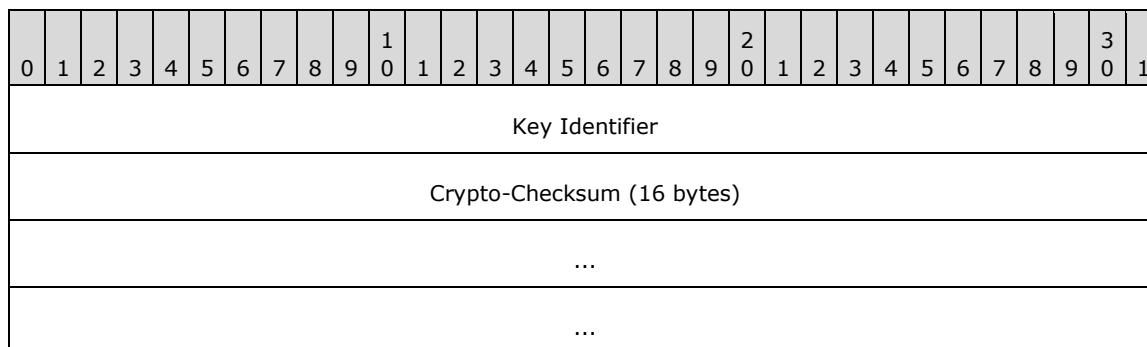 1 2 3
0 1 2 3 4 5 6 7 8 9 0 1 2 3 4 5 6 7 8 9 0 1 2 3 4 5 6 7 8 9 0 1
Key Identifier
Crypto-Checksum (16 bytes)
...
...